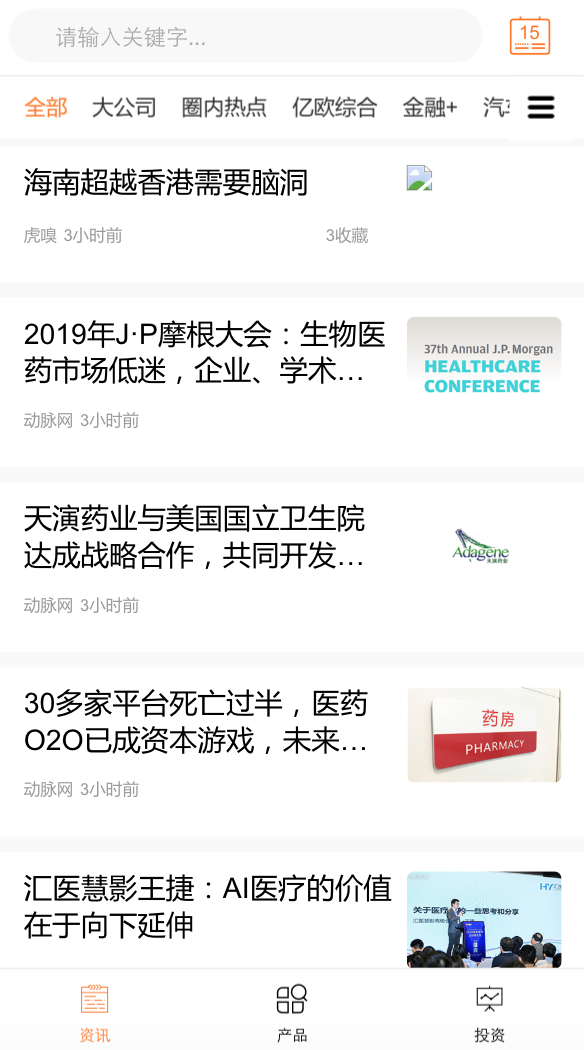 请输入关键字...
15
全部 大公司 圈内热点 亿欧综合 金融+ 汽车
海南超越香港需要脑洞
虎嗅 3小时前 3收藏
2019年J·P摩根大会：生物医
药市场低迷，企业、学术…
37th Annual J.P. Morgan
HEALTHCARE
CONFERENCE
动脉网 3小时前
天演药业与美国国立卫生院
达成战略合作，共同开发…
Adagene
天演药业
动脉网 3小时前
30多家平台死亡过半，医药
O2O已成资本游戏，未来…
药房
PHARMACY
动脉网 3小时前
汇医慧影王捷：AI医疗的价值
在于向下延伸
HY
关于医疗 的一些思考和分享
资讯 产品 投资